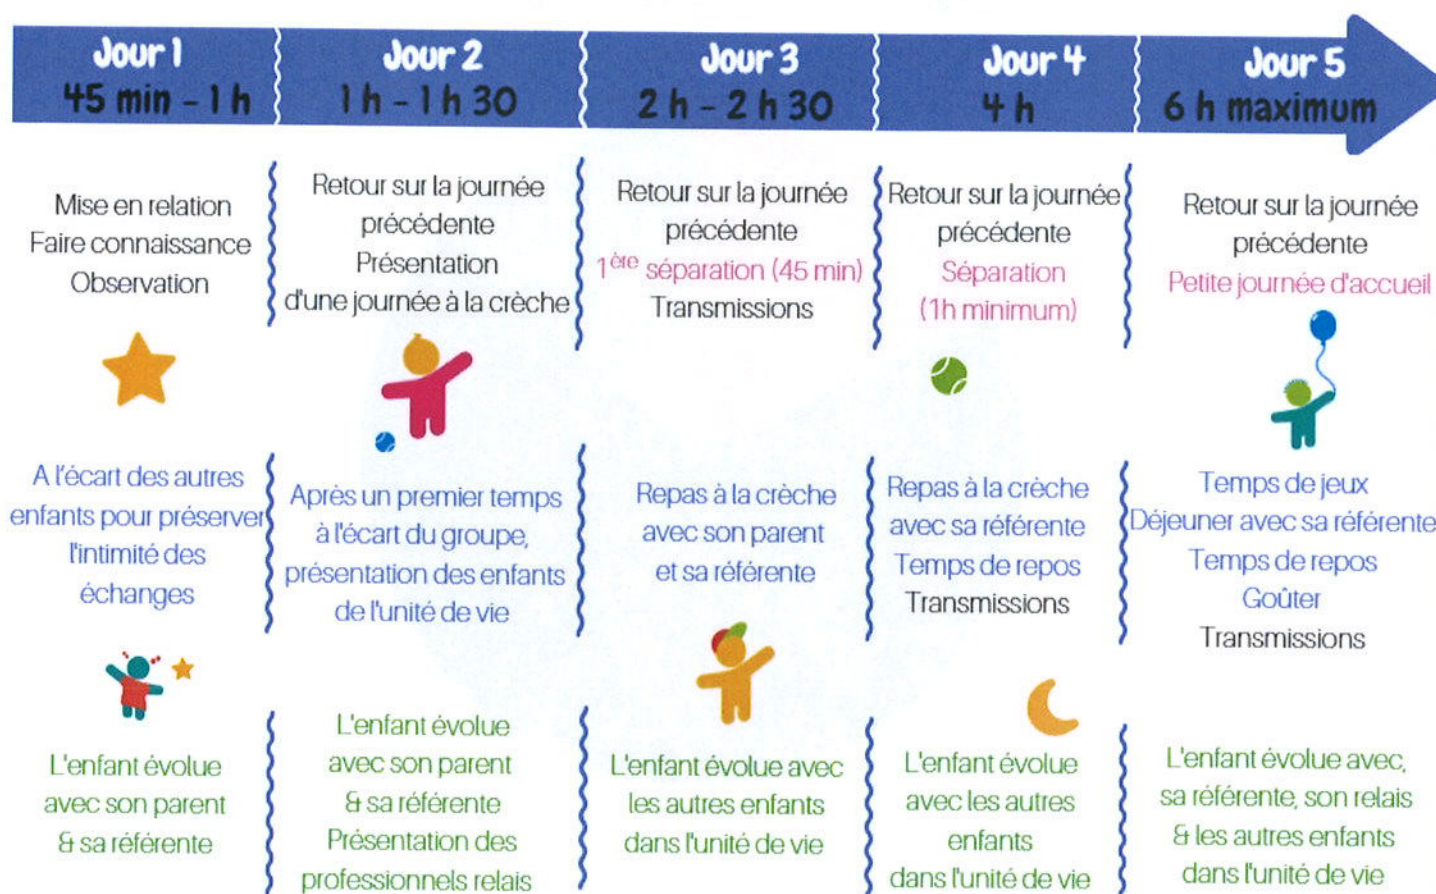 Jour 1
45 min - 1 h
Jour 2
1 h - 1 h 30
Jour 3
2 h - 2 h 30
Jour 4
4 h
Jour 5
6 h maximum
Mise en relation
Faire connaissance
Observation
Retour sur la journée
précédente
Présentation
d'une journée à la crèche
Retour sur la journée
précédente
1ère séparation (45 min)
Transmissions
Retour sur la journée
précédente
Séparation
(1h minimum)
Retour sur la journée
précédente
Petite journée d'accueil
A l'écart des autres
enfants pour préserver
l'intimité des
échanges
Après un premier temps
à l'écart du groupe,
présentation des enfants
de l'unité de vie
Repas à la crèche
avec son parent
et sa référente
Repas à la crèche
avec sa référente
Temps de repos
Transmissions
Temps de jeux
Déjeuner avec sa référente
Temps de repos
Goûter
Transmissions
L'enfant évolue
avec son parent
& sa référente
L'enfant évolue
avec son parent
& sa référente
Présentation des
professionnels relais
L'enfant évolue avec
les autres enfants
dans l'unité de vie
L'enfant évolue
avec les autres
enfants
dans l'unité de vie
L'enfant évolue avec,
sa référente, son relais
& les autres enfants
dans l'unité de vie